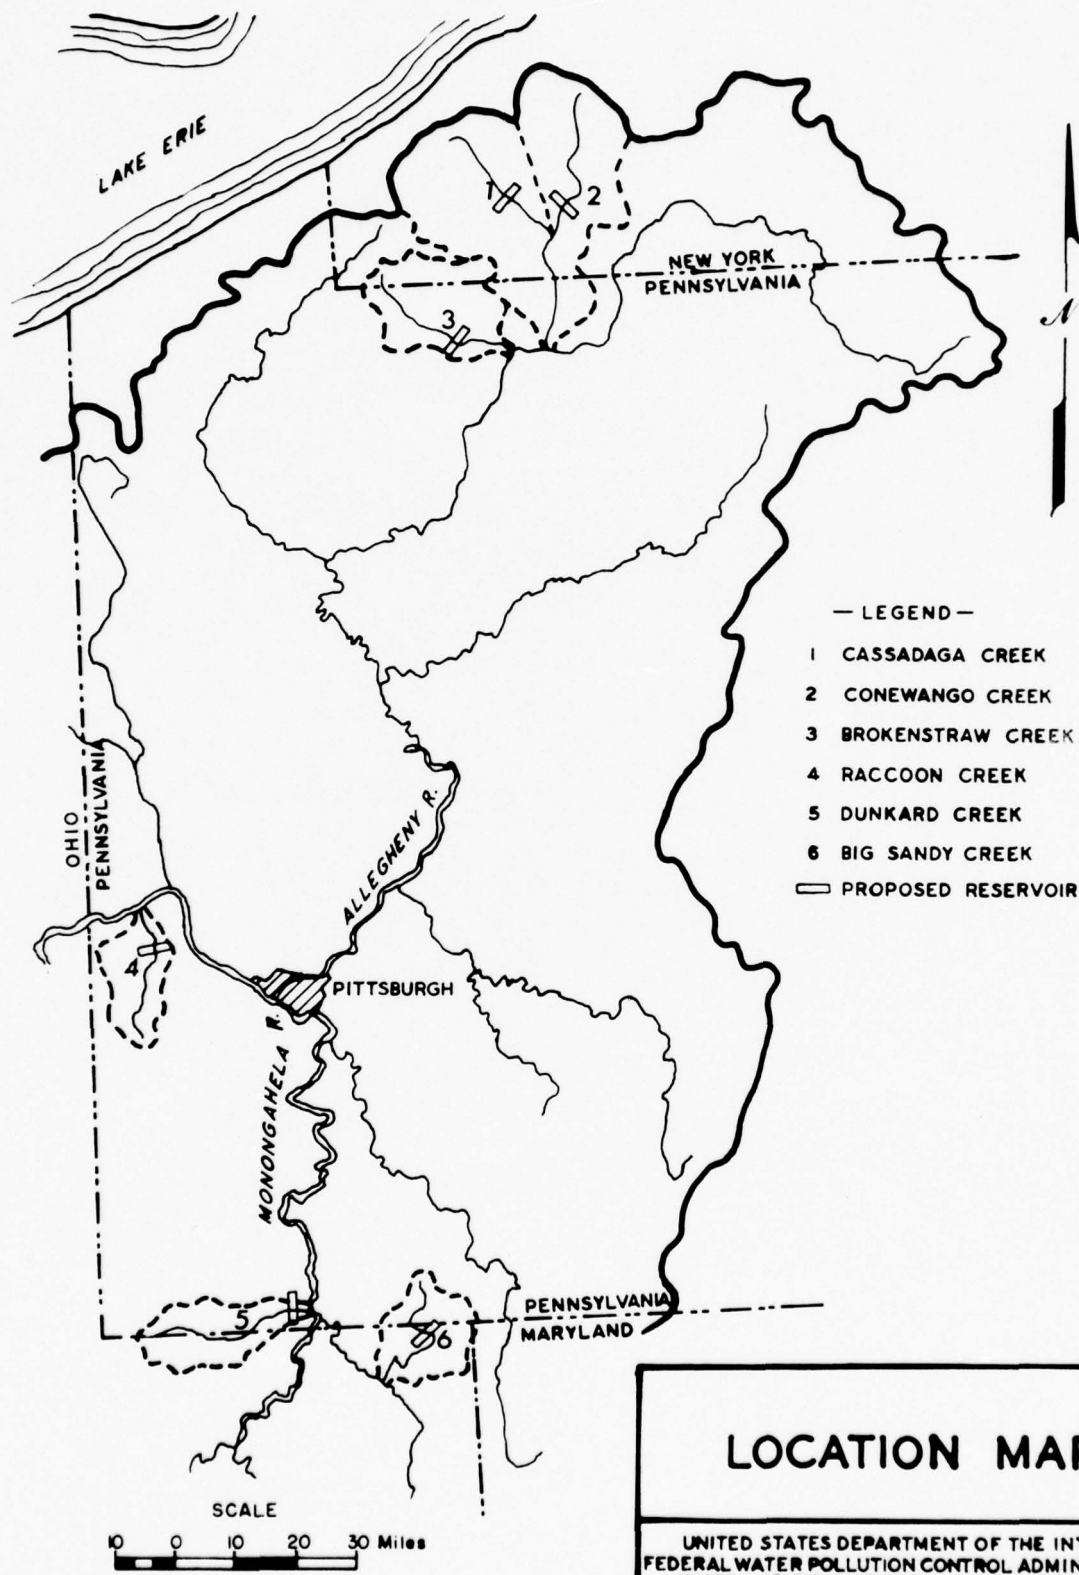 LAKE ERIE
1
2
NEW YORK
PENNSYLVANIA
N
3
— LEGEND —
1 CASSADAGA CREEK
2 CONEWANGO CREEK
3 BROKENSTRAW CREEK
4 RACCOON CREEK
5 DUNKARD CREEK
6 BIG SANDY CREEK
PROPOSED RESERVOIR
OHIO
PENNSYLVANIA
ALLEGHENY R.
4
PITTSBURGH
MONONGAHELA R.
5
PENNSYLVANIA
MARYLAND
6
SCALE
10 0 10 20 30 Miles
LOCATION
UNITED STATES DEPARTMENT OF THE
FEDERAL WATER POLLUTION CONTROL